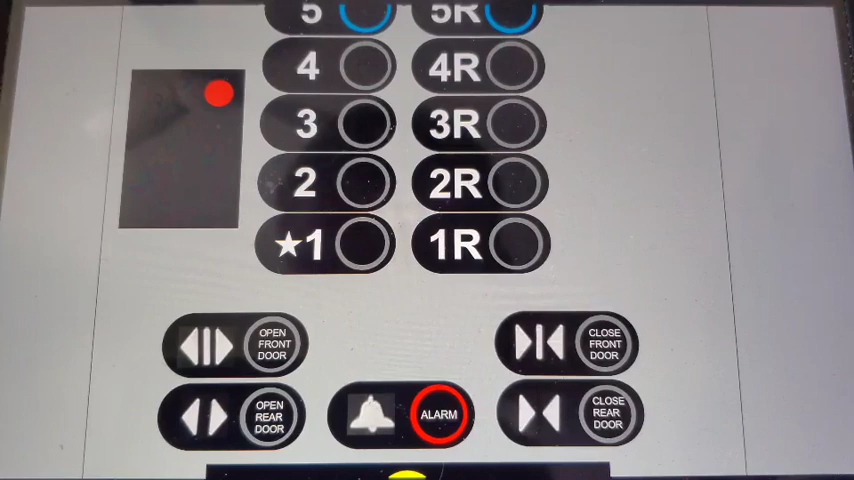 5 5R
4 4R
3 3R
2 2R
★1 1R
OPEN
FRONT
DOOR
CLOSE
FRONT
DOOR
OPEN
REAR
DOOR
ALARM
CLOSE
REAR
DOOR